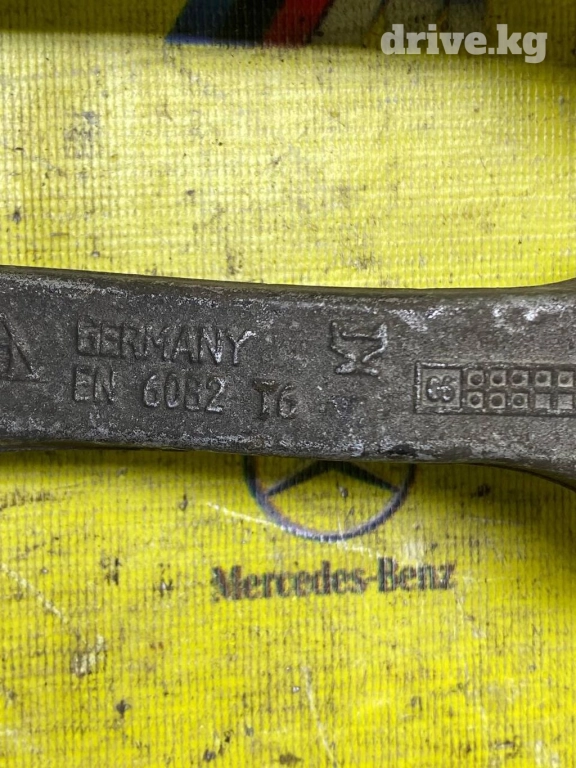 drive.kg
GERMANY
EN 6082 T6
Mercedes-Benz